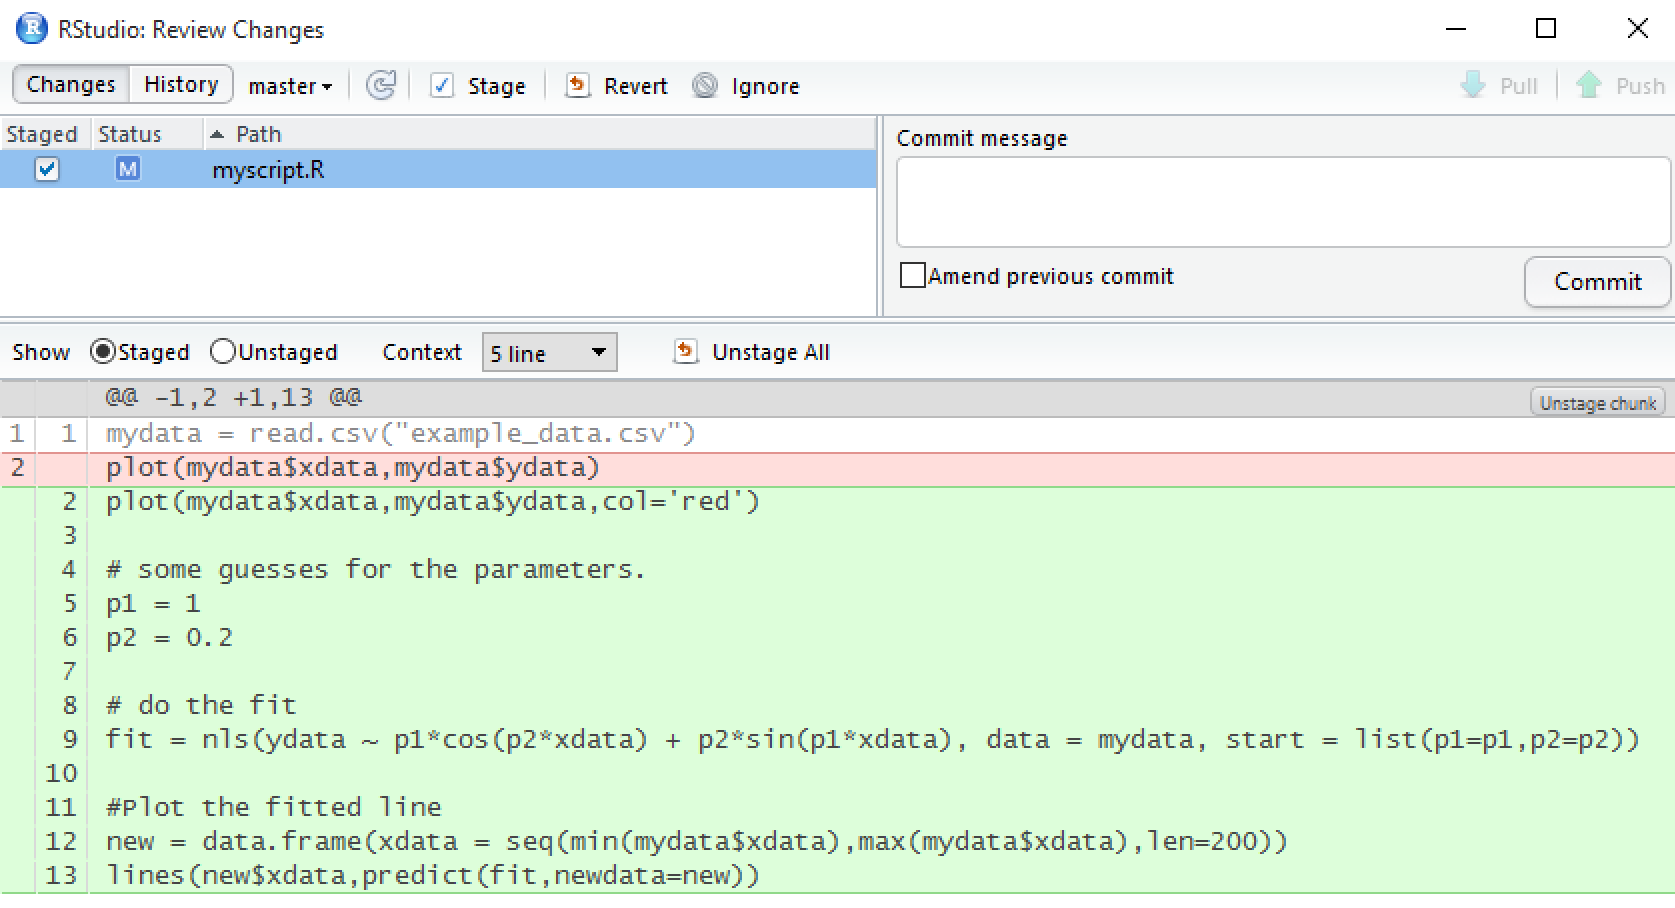 RStudio: Review Changes
Changes History master Stage Revert Ignore Pull Push
Staged Status Path
M myscript.R
Commit message
Amend previous commit
Commit
Show Staged Unstaged Context 5 line Unstage All
@@ -1,2 +1,13 @@ Unstage chunk
1 1 mydata = read.csv("example_data.csv")
2 plot(mydata$xdata,mydata$ydata)
2 plot(mydata$xdata,mydata$ydata,col='red')
3
4 # some guesses for the parameters.
5 p1 = 1
6 p2 = 0.2
7
8 # do the fit
9 fit = nls(ydata ~ p1*cos(p2*xdata) + p2*sin(p1*xdata), data = mydata, start = list(p1=p1,p2=p2))
10
11 #Plot the fitted line
12 new = data.frame(xdata = seq(min(mydata$xdata),max(mydata$xdata),len=200))
13 lines(new$xdata,predict(fit,newdata=new))